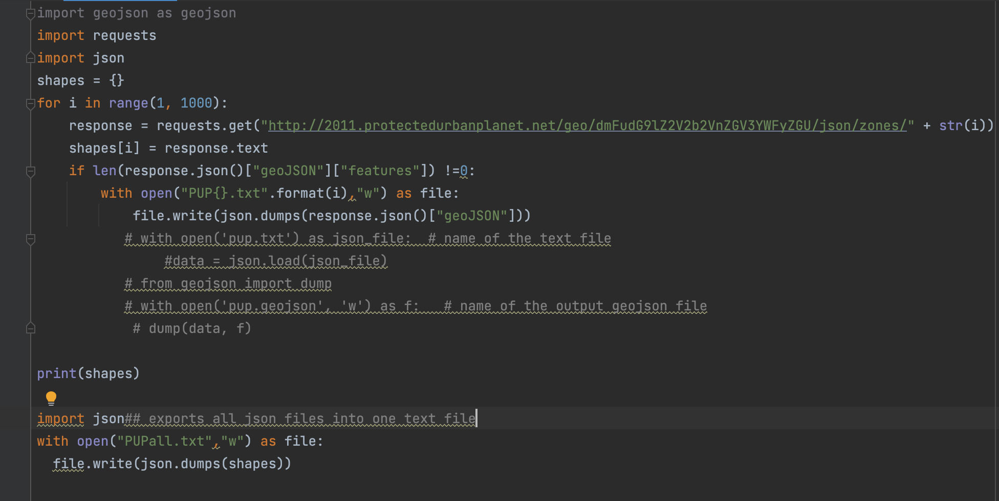 import geojson as geojson
import requests
import json
shapes = {}
for i in range(1, 1000):
    response = requests.get("http://2011.protectedurbanplanet.net/geo/dmFudG9lZ2V2b2VnZGV3YWFyZGU/json/zones/" + str(i))
    shapes[i] = response.text
    if len(response.json()["geoJSON"]["features"]) !=0:
        with open("PUP{}.txt".format(i),"w") as file:
            file.write(json.dumps(response.json()["geoJSON"]))
           # with open('pup.txt') as json_file:  # name of the text file
                #data = json.load(json_file)
           # from geojson import dump
           # with open('pup.geojson', 'w') as f:   # name of the output geojson file
            # dump(data, f)
print(shapes)
import json## exports all json files into one text file
with open("PUPall.txt","w") as file:
  file.write(json.dumps(shapes))